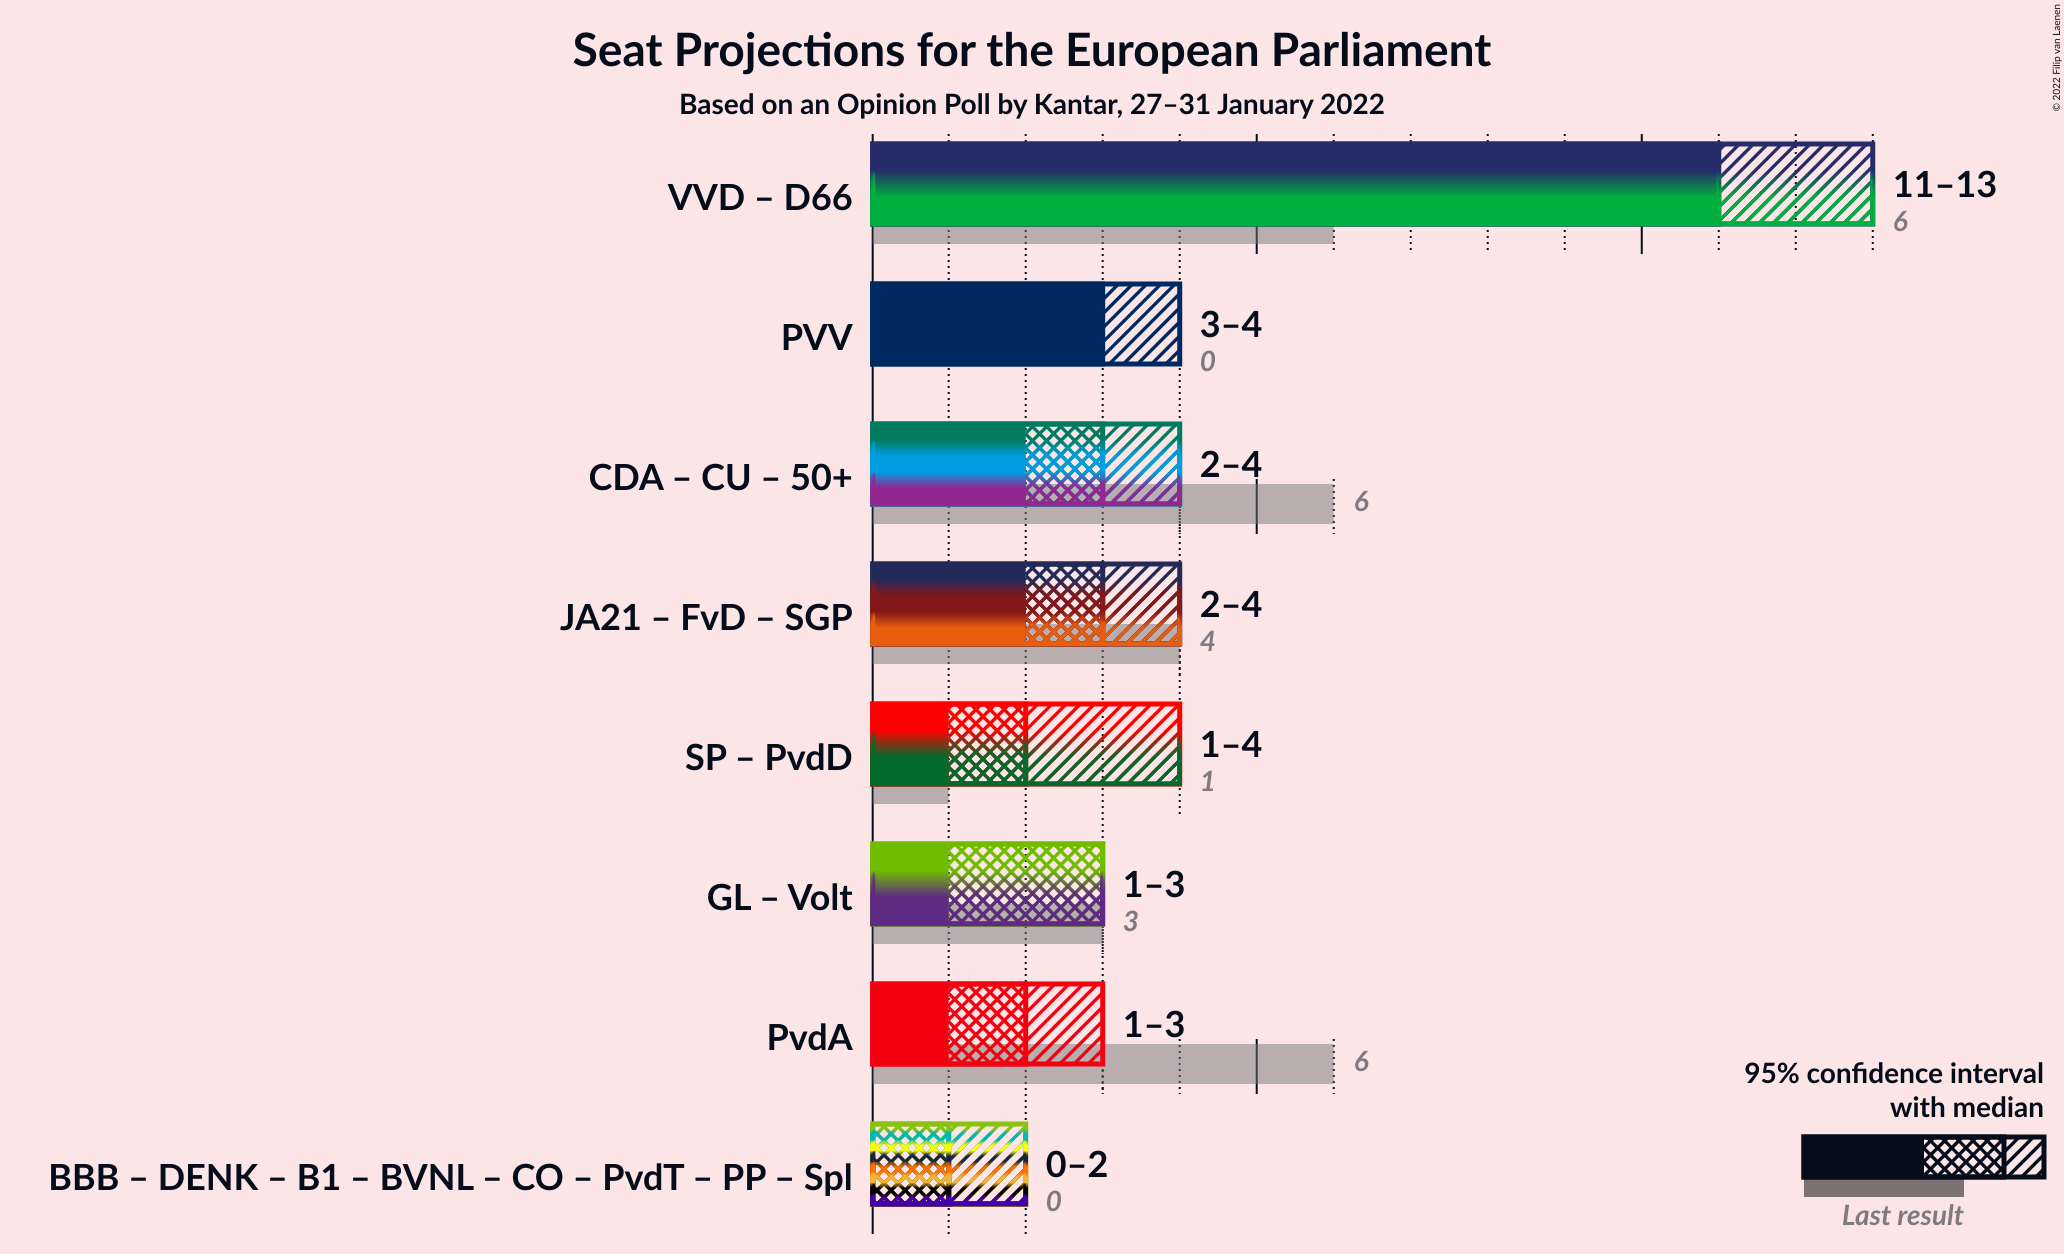 Seat Projections for the European Parliament
Based on an Opinion Poll by Kantar, 27–31 January 2022
© 2022 Filip van Laenen
VVD – D66
11–13
6
PVV
3–4
0
CDA – CU – 50+
2–4
6
JA21 – FvD – SGP
2–4
4
SP – PvdD
1–4
1
GL – Volt
1–3
3
PvdA
1–3
6
BBB – DENK – B1 – BVNL – CO – PvdT – PP – Spl
0–2
0
95% confidence interval
with median
Last result